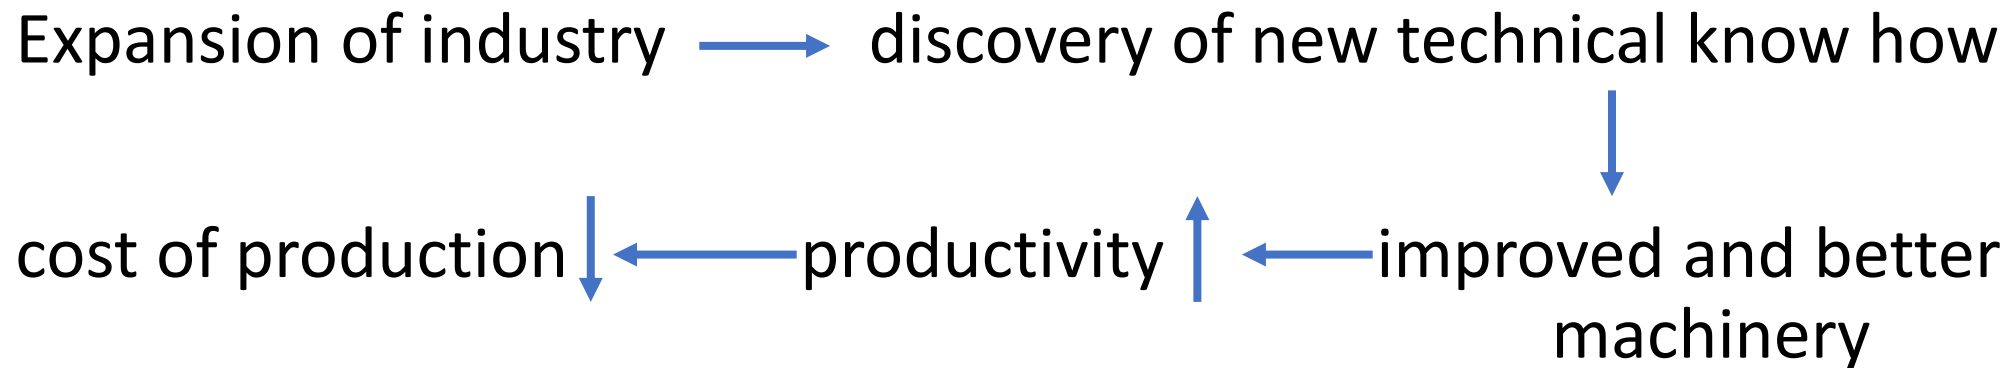 Expansion of industry
discovery of new technical know how
improved and better
machinery
productivity
cost of production